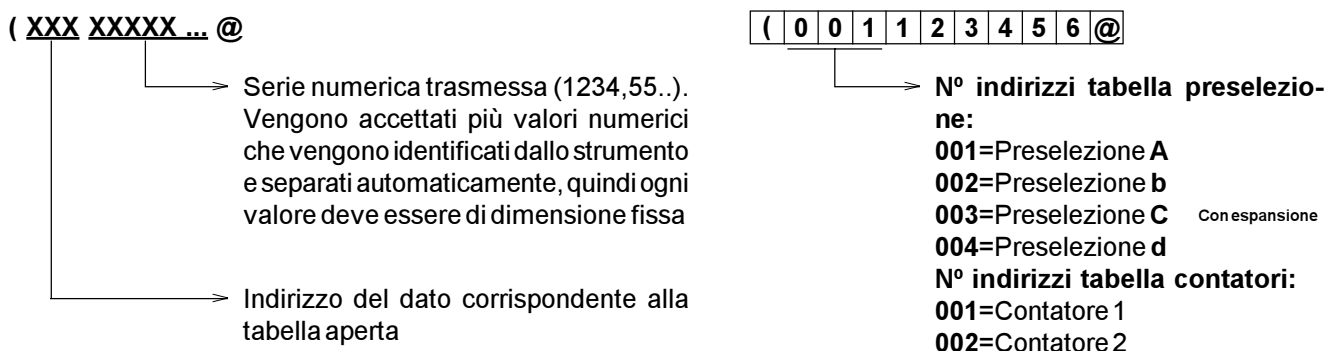 ( XXX XXXXX ... @
Serie numerica trasmessa (1234,55..).
Vengono accettati più valori numerici
che vengono identificati dallo strumento
e separati automaticamente, quindi ogni
valore deve essere di dimensione fissa
Indirizzo del dato corrispondente alla
tabella aperta
( 0 0 1 1 2 3 4 5 6 @
Nº indirizzi tabella preselezio-
ne:
001=Preselezione A
002=Preselezione b
003=Preselezione C Con espansione
004=Preselezione d
Nº indirizzi tabella contatori:
001=Contatore 1
002=Contatore 2